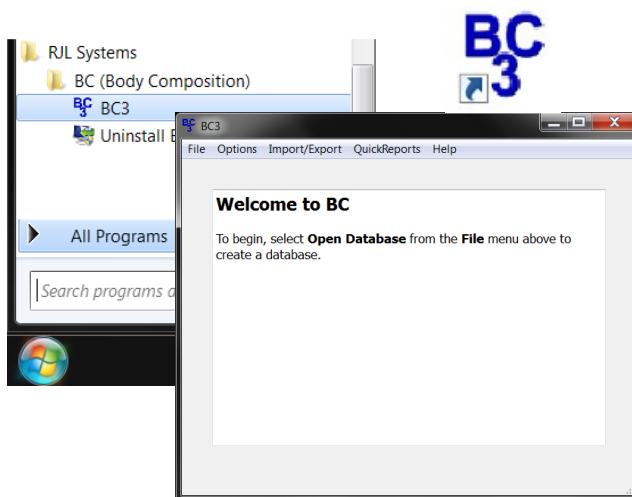 BC
3
RJL Systems
BC (Body Composition)
BC3
Uninstall
All Programs
Search programs
BC3
File Options Import/Export QuickReports Help
Welcome to BC
To begin, select Open Database from the File menu above to
create a database.